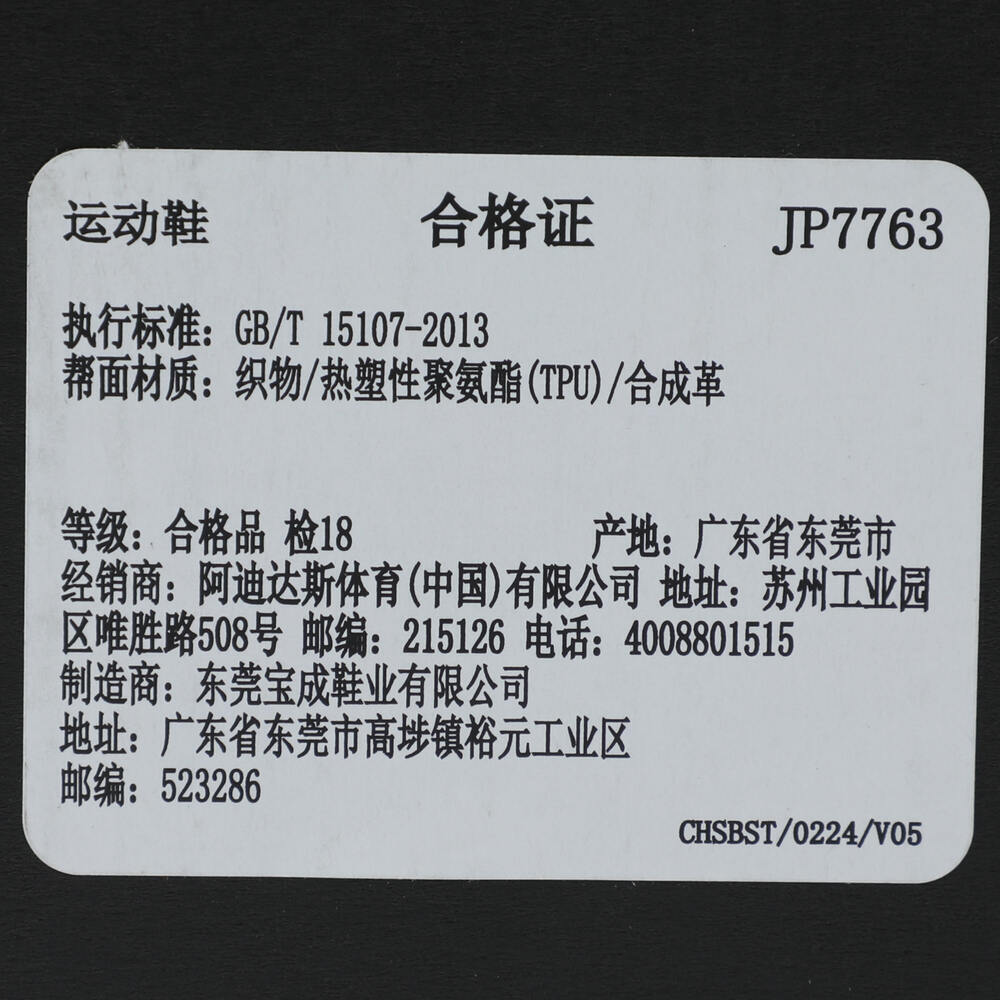 运动鞋 合格证 JP7763
执行标准：GB/T 15107-2013
帮面材质：织物/热塑性聚氨酯(TPU)/合成革
等级：合格品 检18 产地：广东省东莞市
经销商：阿迪达斯体育(中国)有限公司 地址：苏州工业园
区唯胜路508号 邮编：215126 电话：4008801515
制造商：东莞宝成鞋业有限公司
地址：广东省东莞市高埗镇裕元工业区
邮编：523286
CHSBST/0224/V05